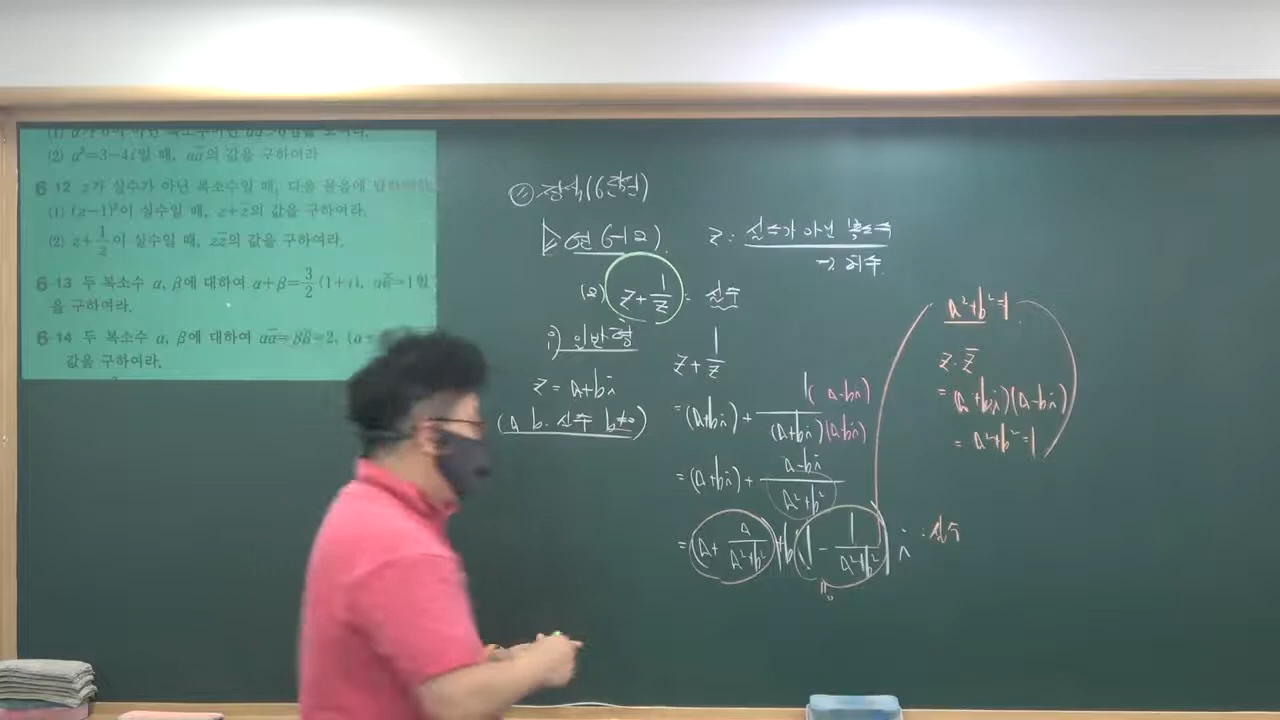 (2) α²=3-4i일 때, αᾱ의 값을 구하여라
6-12 z가 실수가 아닌 복소수일 때, 다음 물음에
(1) (z-1)²이 실수일 때, z+z̄의 값을 구하여라.
(2) z+1/z이 실수일 때, zz̄의 값을 구하여라.
6-13 두 복소수 α, β에 대하여 α+β=3/2(1+i),
을 구하여라.
6-14 두 복소수 α, β에 대하여 αᾱ=ββ̄=2,
값을 구하여라.
(6단원)
연 (6-12)
z : 실수가 아닌 복소수
→ 허수
(2) z+1/z : 실수
i) 일반형
z = a+bi
(a, b 실수 b≠0)
z+1/z
=(a+bi)+1(a-bi)/(a+bi)(a-bi)
=(a+bi)+(a-bi)/(a²+b²)
=(a+a/(a²+b²))+b(1-1/(a²+b²))i : 실수
a²+b²=1
z·z̄
=(a+bi)(a-bi)
=a²+b²=1